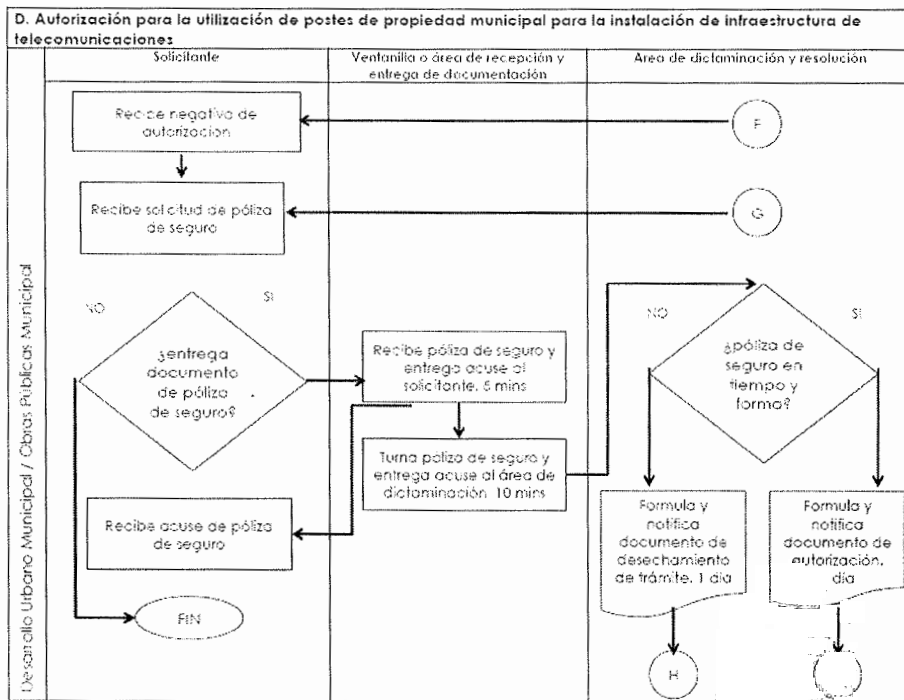 D. Autorización para la utilización de postes de propiedad municipal para la instalación de infraestructura de
telecomunicaciones
Desarrollo Urbano Municipal / Obras Públicas Municipal
Solicitante
Ventanilla o área de recepción y
entrega de documentación
Area de dictaminación y resolución
Recibe negativa de
autorización
F
Recibe solicitud de póliza
de seguro
G
NO
SI
¿entrega
documento
de póliza
de seguro?
Recibe póliza de seguro y
entrega acuse al
solicitante. 5 mins
NO
SI
¿póliza de
seguro en
tiempo y
forma?
Turna póliza de seguro y
entrega acuse al área de
dictaminación 10 mins
Recibe acuse de póliza
de seguro
Formula y
notifica
documento de
desechamiento
de trámite. 1 día
Formula y
notifica
documento de
autorización.
día
FIN
H